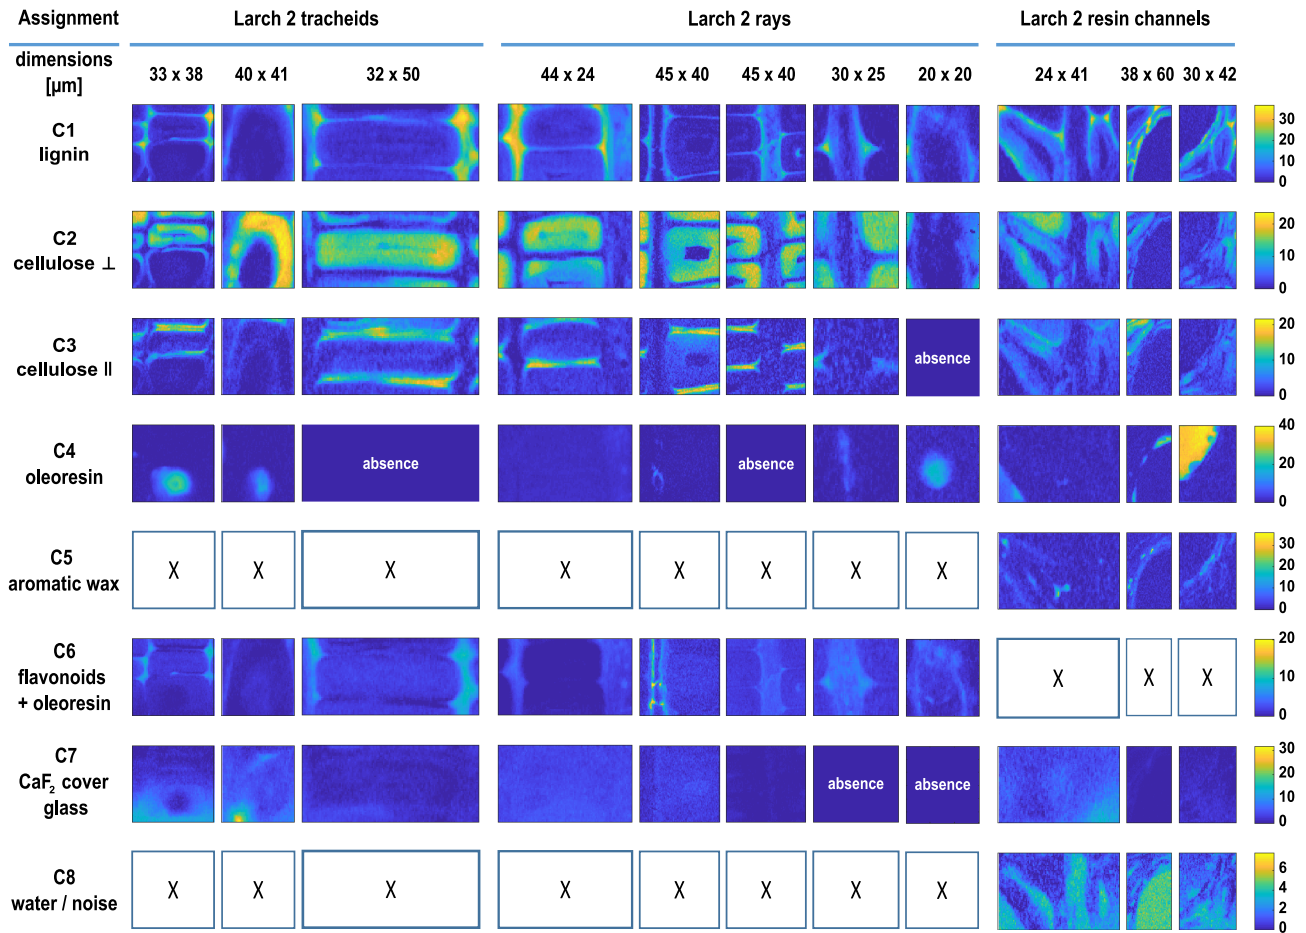 Assignment Larch 2 tracheids Larch 2 rays Larch 2 resin channels
dimensions
[µm]
33 x 38 40 x 41 32 x 50 44 x 24 45 x 40 45 x 40 30 x 25 20 x 20 24 x 41 38 x 60 30 x 42
C1
lignin
30
20
10
0
C2
cellulose ⊥
20
10
0
C3
cellulose ll
absence
20
10
0
C4
oleoresin
absence absence
40
20
0
C5
aromatic wax
X X X X X X X X
30
20
10
0
C6
flavonoids
+ oleoresin
X X X
20
10
0
C7
CaF₂ cover
glass
absence absence
30
20
10
0
C8
water / noise
X X X X X X X X
6
4
2
0